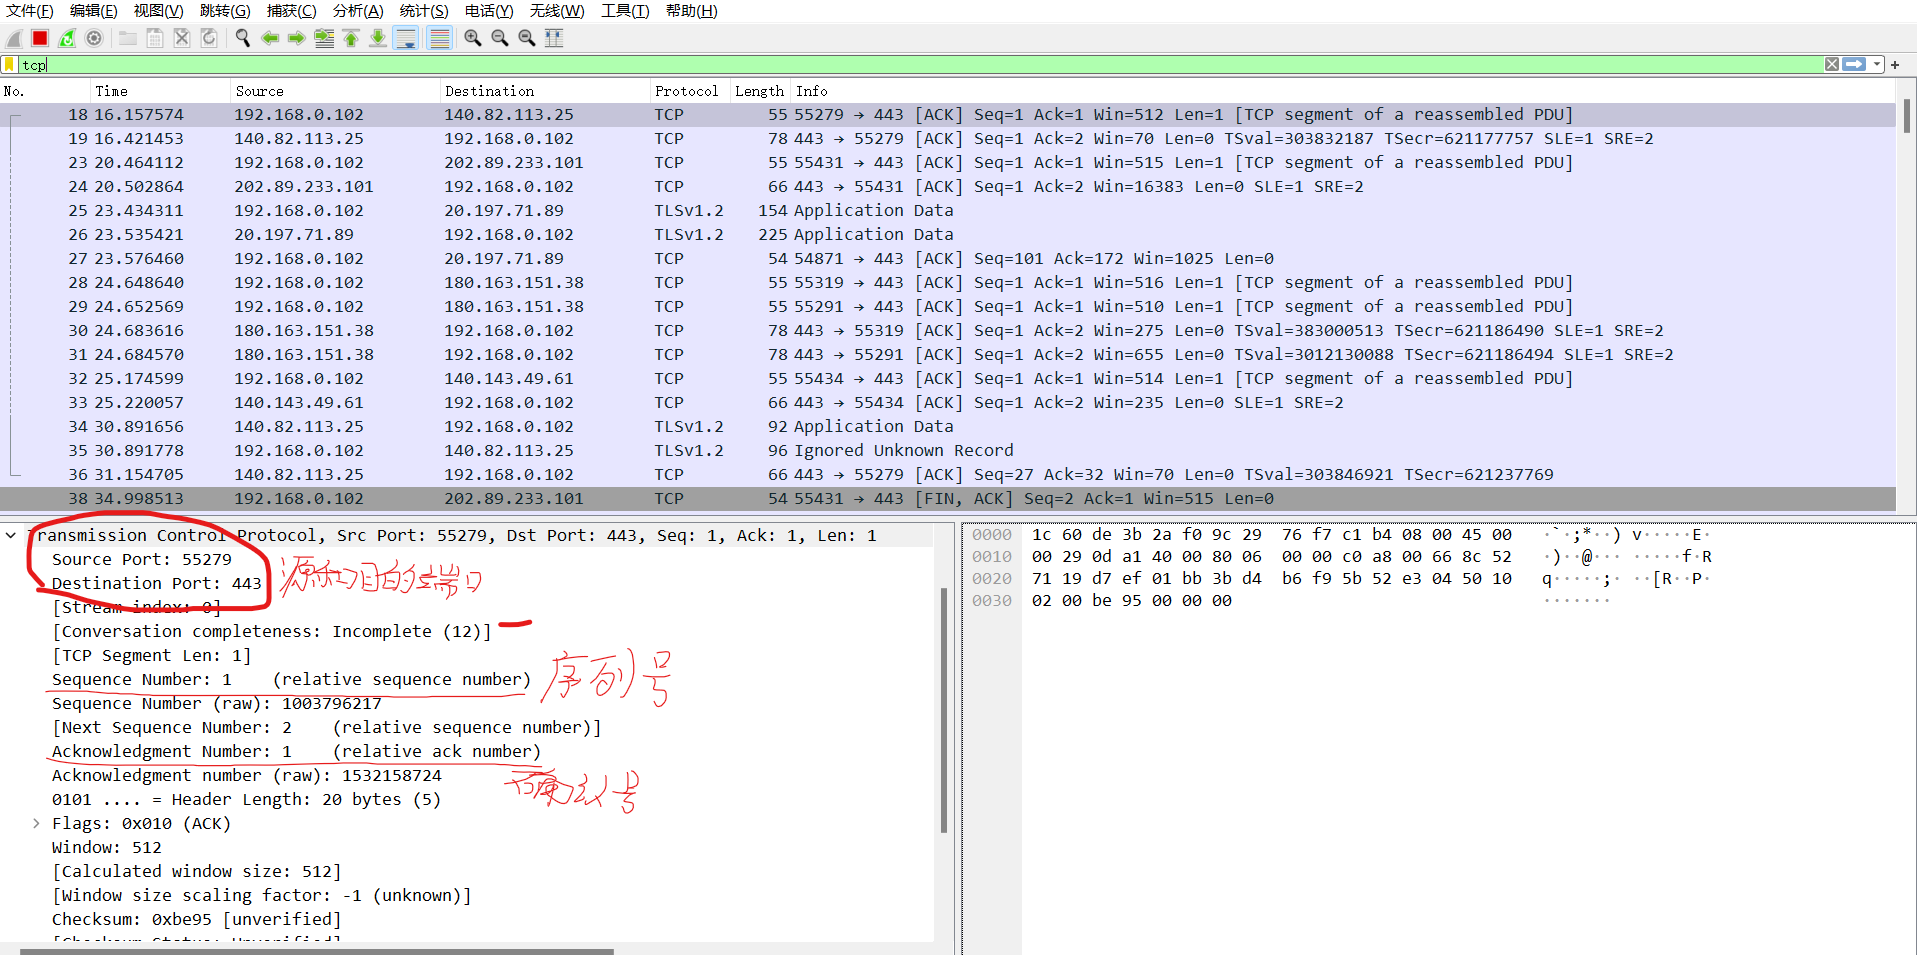 文件(F) 编辑(E) 视图(V) 跳转(G) 捕获(C) 分析(A) 统计(S) 电话(Y) 无线(W) 工具(T) 帮助(H)
tcp
No. Time Source Destination Protocol Length Info
18 16.157574 192.168.0.102 140.82.113.25 TCP 55 55279 → 443 [ACK] Seq=1 Ack=1 Win=512 Len=1 [TCP segment of a reassembled PDU]
19 16.421453 140.82.113.25 192.168.0.102 TCP 78 443 → 55279 [ACK] Seq=1 Ack=2 Win=70 Len=0 TSval=303832187 TSecr=621177757 SLE=1 SRE=2
23 20.464112 192.168.0.102 202.89.233.101 TCP 55 55431 → 443 [ACK] Seq=1 Ack=1 Win=515 Len=1 [TCP segment of a reassembled PDU]
24 20.502864 202.89.233.101 192.168.0.102 TCP 66 443 → 55431 [ACK] Seq=1 Ack=2 Win=16383 Len=0 SLE=1 SRE=2
25 23.434311 192.168.0.102 20.197.71.89 TLSv1.2 154 Application Data
26 23.535421 20.197.71.89 192.168.0.102 TLSv1.2 225 Application Data
27 23.576460 192.168.0.102 20.197.71.89 TCP 54 54871 → 443 [ACK] Seq=101 Ack=172 Win=1025 Len=0
28 24.648640 192.168.0.102 180.163.151.38 TCP 55 55319 → 443 [ACK] Seq=1 Ack=1 Win=516 Len=1 [TCP segment of a reassembled PDU]
29 24.652569 192.168.0.102 180.163.151.38 TCP 55 55291 → 443 [ACK] Seq=1 Ack=1 Win=510 Len=1 [TCP segment of a reassembled PDU]
30 24.683616 180.163.151.38 192.168.0.102 TCP 78 443 → 55319 [ACK] Seq=1 Ack=2 Win=275 Len=0 TSval=383000513 TSecr=621186490 SLE=1 SRE=2
31 24.684570 180.163.151.38 192.168.0.102 TCP 78 443 → 55291 [ACK] Seq=1 Ack=2 Win=655 Len=0 TSval=3012130088 TSecr=621186494 SLE=1 SRE=2
32 25.174599 192.168.0.102 140.143.49.61 TCP 55 55434 → 443 [ACK] Seq=1 Ack=1 Win=514 Len=1 [TCP segment of a reassembled PDU]
33 25.220057 140.143.49.61 192.168.0.102 TCP 66 443 → 55434 [ACK] Seq=1 Ack=2 Win=235 Len=0 SLE=1 SRE=2
34 30.891656 140.82.113.25 192.168.0.102 TLSv1.2 92 Application Data
35 30.891778 192.168.0.102 140.82.113.25 TLSv1.2 96 Ignored Unknown Record
36 31.154705 140.82.113.25 192.168.0.102 TCP 66 443 → 55279 [ACK] Seq=27 Ack=32 Win=70 Len=0 TSval=303846921 TSecr=621237769
38 34.998513 192.168.0.102 202.89.233.101 TCP 54 55431 → 443 [FIN, ACK] Seq=2 Ack=1 Win=515 Len=0
Transmission Control Protocol, Src Port: 55279, Dst Port: 443, Seq: 1, Ack: 1, Len: 1
Source Port: 55279
Destination Port: 443 源和目的端口
[Stream index: 0]
[Conversation completeness: Incomplete (12)]
[TCP Segment Len: 1]
Sequence Number: 1 (relative sequence number) 序列号
Sequence Number (raw): 1003796217
[Next Sequence Number: 2 (relative sequence number)]
Acknowledgment Number: 1 (relative ack number)
Acknowledgment number (raw): 1532158724 确认号
0101 .... = Header Length: 20 bytes (5)
Flags: 0x010 (ACK)
Window: 512
[Calculated window size: 512]
[Window size scaling factor: -1 (unknown)]
Checksum: 0xbe95 [unverified]
[Checksum Status: Unverified]
0000 1c 60 de 3b 2a f0 9c 29 76 f7 c1 b4 08 00 45 00 ·`·;*··) v·····E·
0010 00 29 0d a1 40 00 80 06 00 00 c0 a8 00 66 8c 52 ·)··@··· ·····f·R
0020 71 19 d7 ef 01 bb 3b d4 b6 f9 5b 52 e3 04 50 10 q·····;· ··[R··P·
0030 02 00 be 95 00 00 00 ·······